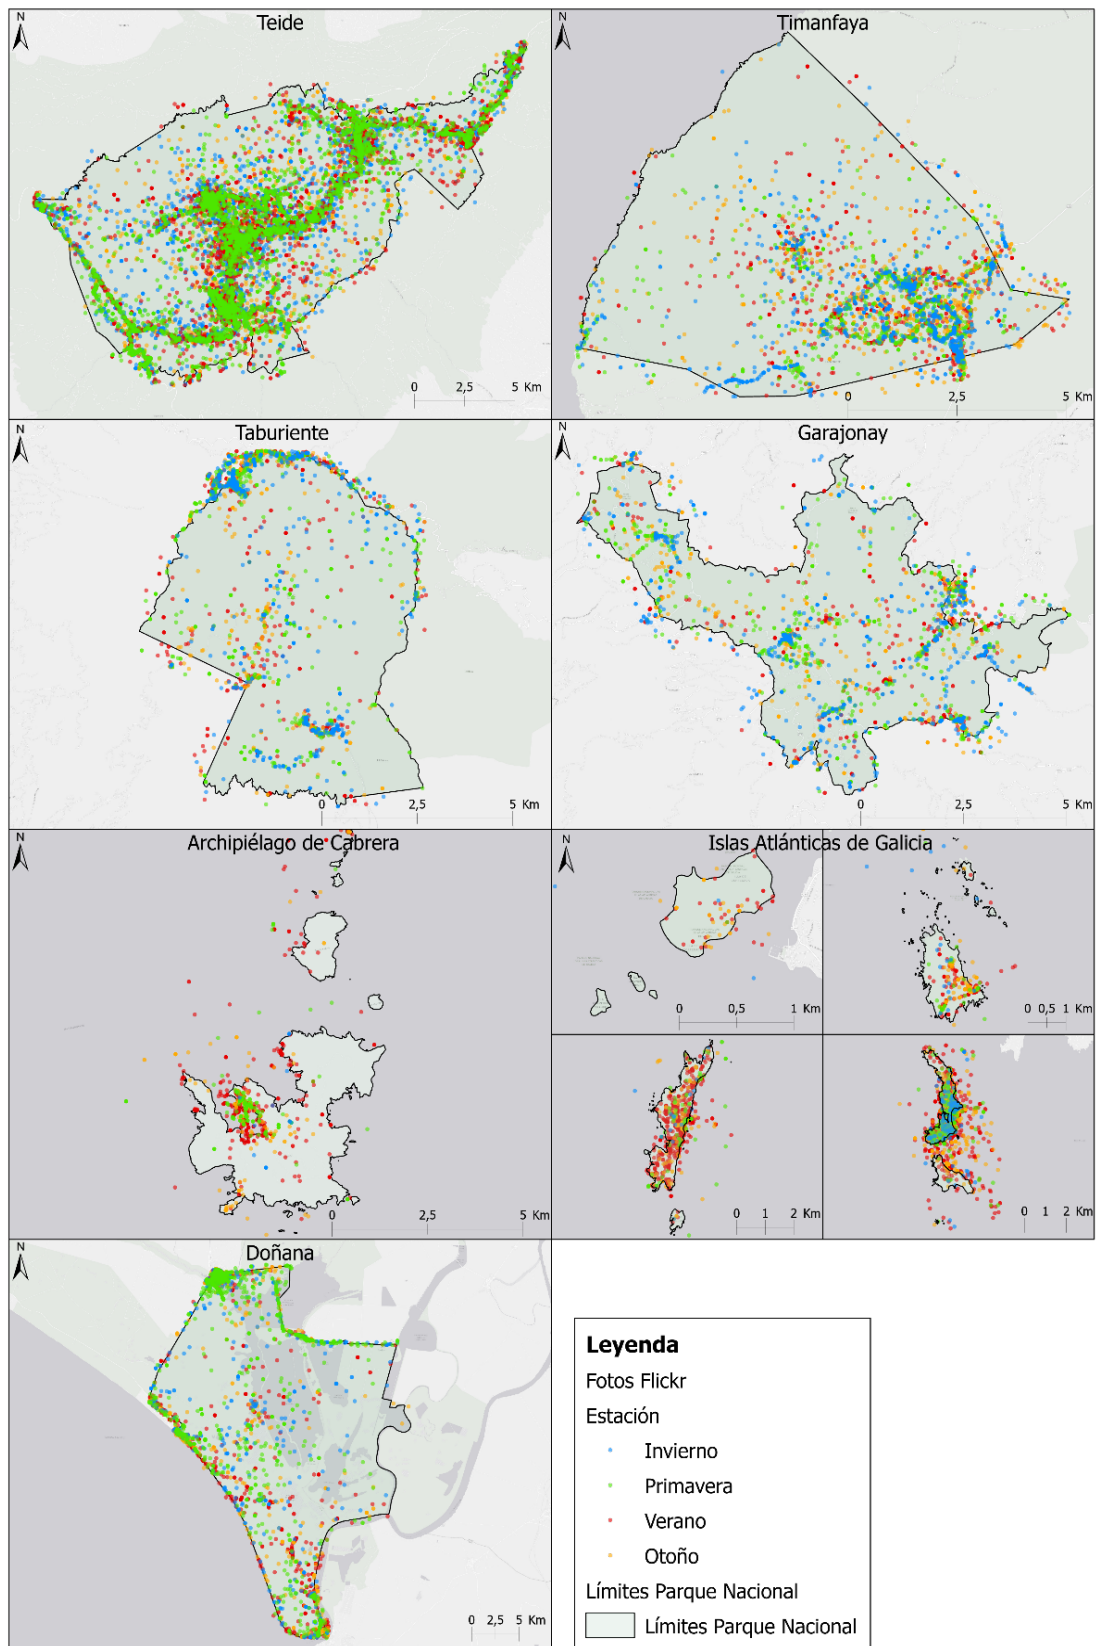 N
Teide
0 2,5 5 Km
N
Timanfaya
0 2,5 5 Km
N
Taburiente
0 2,5 5 Km
N
Garajonay
0 2,5 5 Km
N
Archipiélago de Cabrera
0 2,5 5 Km
N
Islas Atlánticas de Galicia
0 0,5 1 Km
0 0,5 1 Km
0 1 2 Km
0 1 2 Km
N
Doñana
0 2,5 5 Km
Leyenda
Fotos Flickr
Estación
Invierno
Primavera
Verano
Otoño
Límites Parque Nacional
Límites Parque Nacional